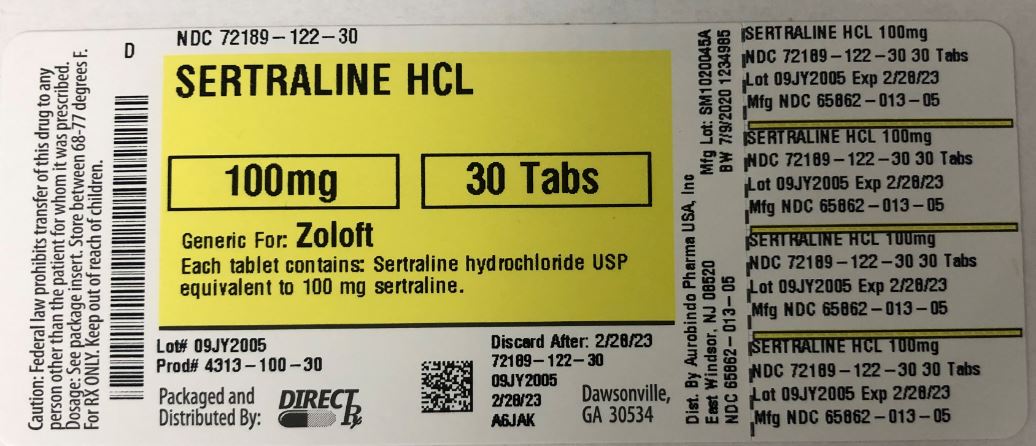 Caution: Federal law prohibits transfer of this drug to any
person other than the patient for whom it was prescribed.
Dosage: See package insert. Store between 68-77 degrees F.
For RX ONLY. Keep out of reach of children.
D
NDC 72189-122-30
SERTRALINE HCL
100mg
30 Tabs
Generic For: Zoloft
Each tablet contains: Sertraline hydrochloride USP
equivalent to 100 mg sertraline.
Lot# 09JY2005
Prod# 4313-100-30
Packaged and
Distributed By:
DIRECT Rx
Discard After: 2/28/23
72189-122-30
09JY2005
2/28/23
A6JAK
Dawsonville,
GA 30534
Dist. By Aurobindo Pharma USA, Inc
East Windsor, NJ 08520
NDC 65862-013-05
Mfg Lot: SM1020045A
BW 7/9/2020 1234985
SERTRALINE HCL 100mg
NDC 72189-122-30 30 Tabs
Lot 09JY2005 Exp 2/28/23
Mfg NDC 65862-013-05
SERTRALINE HCL 100mg
NDC 72189-122-30 30 Tabs
Lot 09JY2005 Exp 2/28/23
Mfg NDC 65862-013-05
SERTRALINE HCL 100mg
NDC 72189-122-30 30 Tabs
Lot 09JY2005 Exp 2/28/23
Mfg NDC 65862-013-05
SERTRALINE HCL 100mg
NDC 72189-122-30 30 Tabs
Lot 09JY2005 Exp 2/28/23
Mfg NDC 65862-013-05